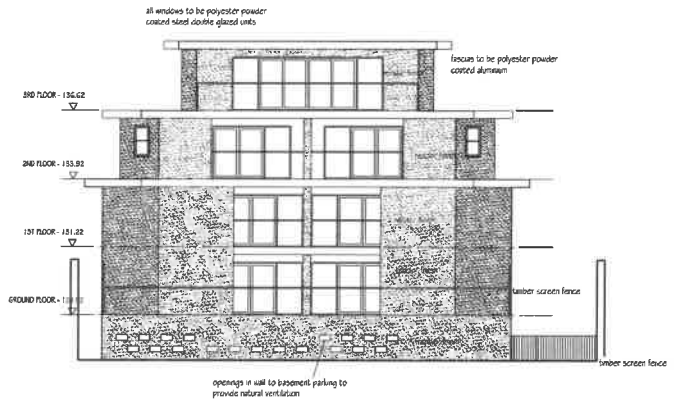 all windows to be polyester powder
coated steel double glazed units
fascias to be polyester powder
coated aluminium
3RD FLOOR - 136.62
2ND FLOOR - 133.92
1ST FLOOR - 131.22
GROUND FLOOR -
timber screen fence
timber screen fence
openings in wall to basement parking to
provide natural ventilation